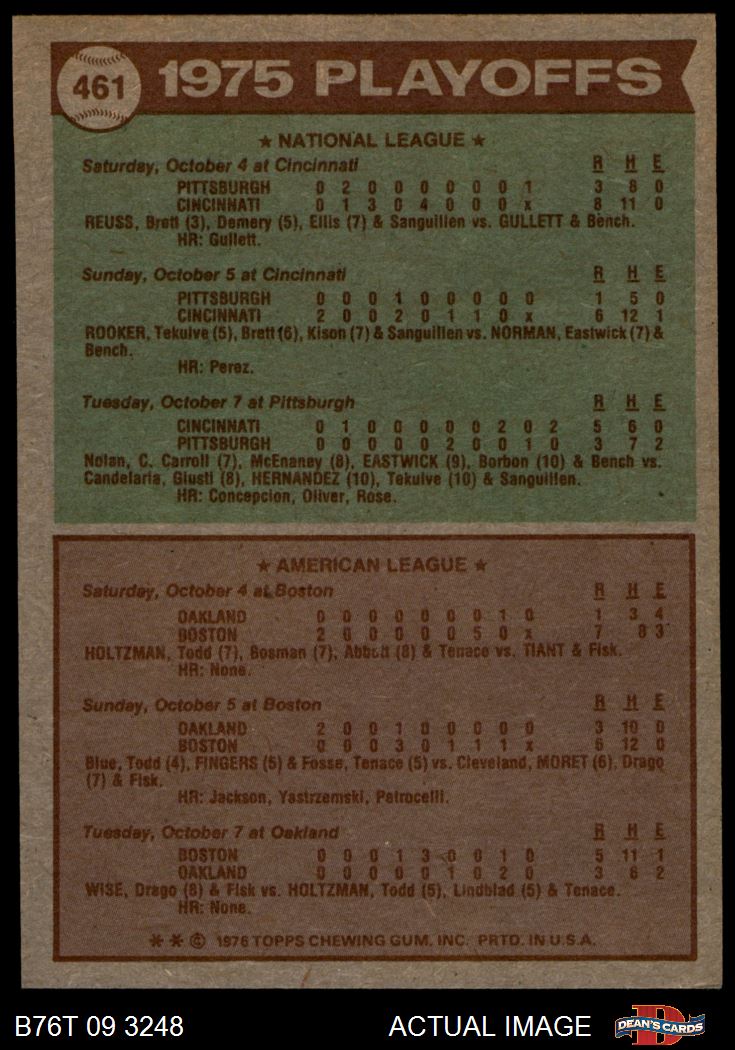 461 1975 PLAYOFFS
★ NATIONAL LEAGUE ★
Saturday, October 4 at Cincinnati R H E
PITTSBURGH 0 2 0 0 0 0 0 0 1 3 8 0
CINCINNATI 0 1 3 0 4 0 0 0 x 8 11 0
REUSS, Brett (3), Demery (5), Ellis (7) & Sanguillen vs. GULLETT & Bench.
HR: Gullett.
Sunday, October 5 at Cincinnati R H E
PITTSBURGH 0 0 0 1 0 0 0 0 0 1 5 0
CINCINNATI 2 0 0 2 0 1 1 0 x 6 12 1
ROOKER, Tekulve (5), Brett (6), Kison (7) & Sanguillen vs. NORMAN, Eastwick (7) &
Bench.
HR: Perez.
Tuesday, October 7 at Pittsburgh R H E
CINCINNATI 0 1 0 0 0 0 0 2 0 2 5 6 0
PITTSBURGH 0 0 0 0 0 2 0 0 1 0 3 7 2
Nolan, C. Carroll (7), McEnaney (8), EASTWICK (9), Borbon (10) & Bench vs.
Candelaria, Giusti (8), HERNANDEZ (10), Tekulve (10) & Sanguillen.
HR: Concepcion, Oliver, Rose.
★ AMERICAN LEAGUE ★
Saturday, October 4 at Boston R H E
OAKLAND 0 0 0 0 0 0 0 1 0 1 3 4
BOSTON 2 0 0 0 0 0 5 0 x 7 8 3
HOLTZMAN, Todd (7), Bosman (7), Abbott (8) & Tenace vs. TIANT & Fisk.
HR: None.
Sunday, October 5 at Boston R H E
OAKLAND 2 0 0 1 0 0 0 0 0 3 10 0
BOSTON 0 0 0 3 0 1 1 1 x 6 12 0
Blue, Todd (4), FINGERS (5) & Fosse, Tenace (5) vs. Cleveland, MORET (6), Drago
(7) & Fisk.
HR: Jackson, Yastrzemski, Petrocelli.
Tuesday, October 7 at Oakland R H E
BOSTON 0 0 0 1 3 0 0 1 0 5 11 1
OAKLAND 0 0 0 0 0 1 0 2 0 3 6 2
WISE, Drago (8) & Fisk vs. HOLTZMAN, Todd (5), Lindblad (5) & Tenace.
HR: None.
✶ ✶ © 1976 TOPPS CHEWING GUM. INC. PRTD. IN U.S.A.
B76T 09 3248 ACTUAL IMAGE D DEAN'S CARDS